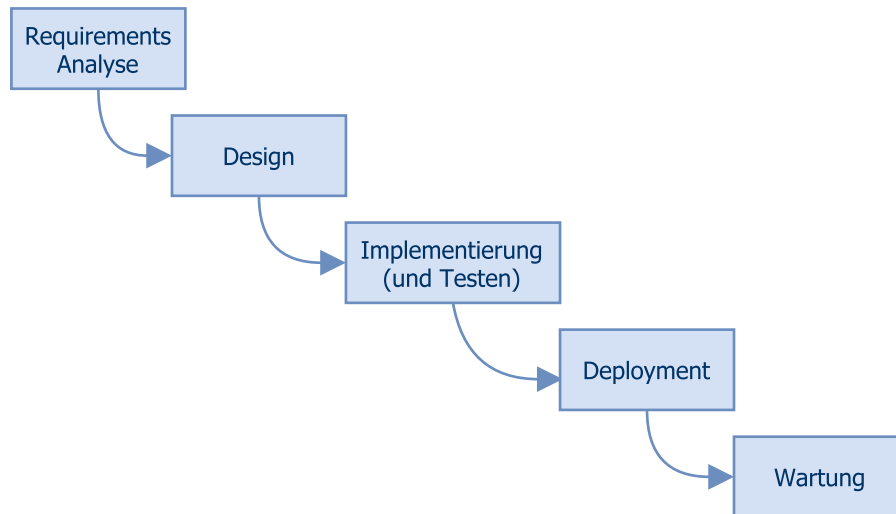 Requirements
Analyse
Design
Implementierung
(und Testen)
Deployment
Wartung